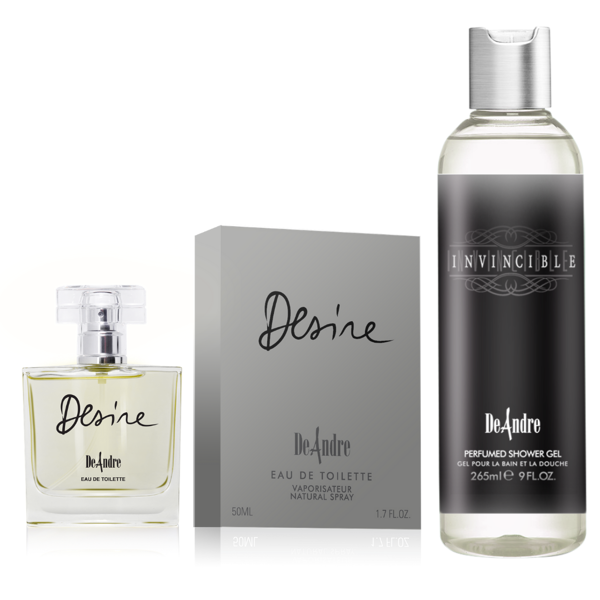 Desire
DeAndre
EAU DE TOILETTE
Desire
DeAndre
EAU DE TOILETTE
VAPORISATEUR
NATURAL SPRAY
50ML 1.7 FL.OZ.
INVINCIBLE
DeAndre
PERFUMED SHOWER GEL
GEL POUR LA BAIN ET LA DOUCHE
265ml ℮ 9 FL.OZ.